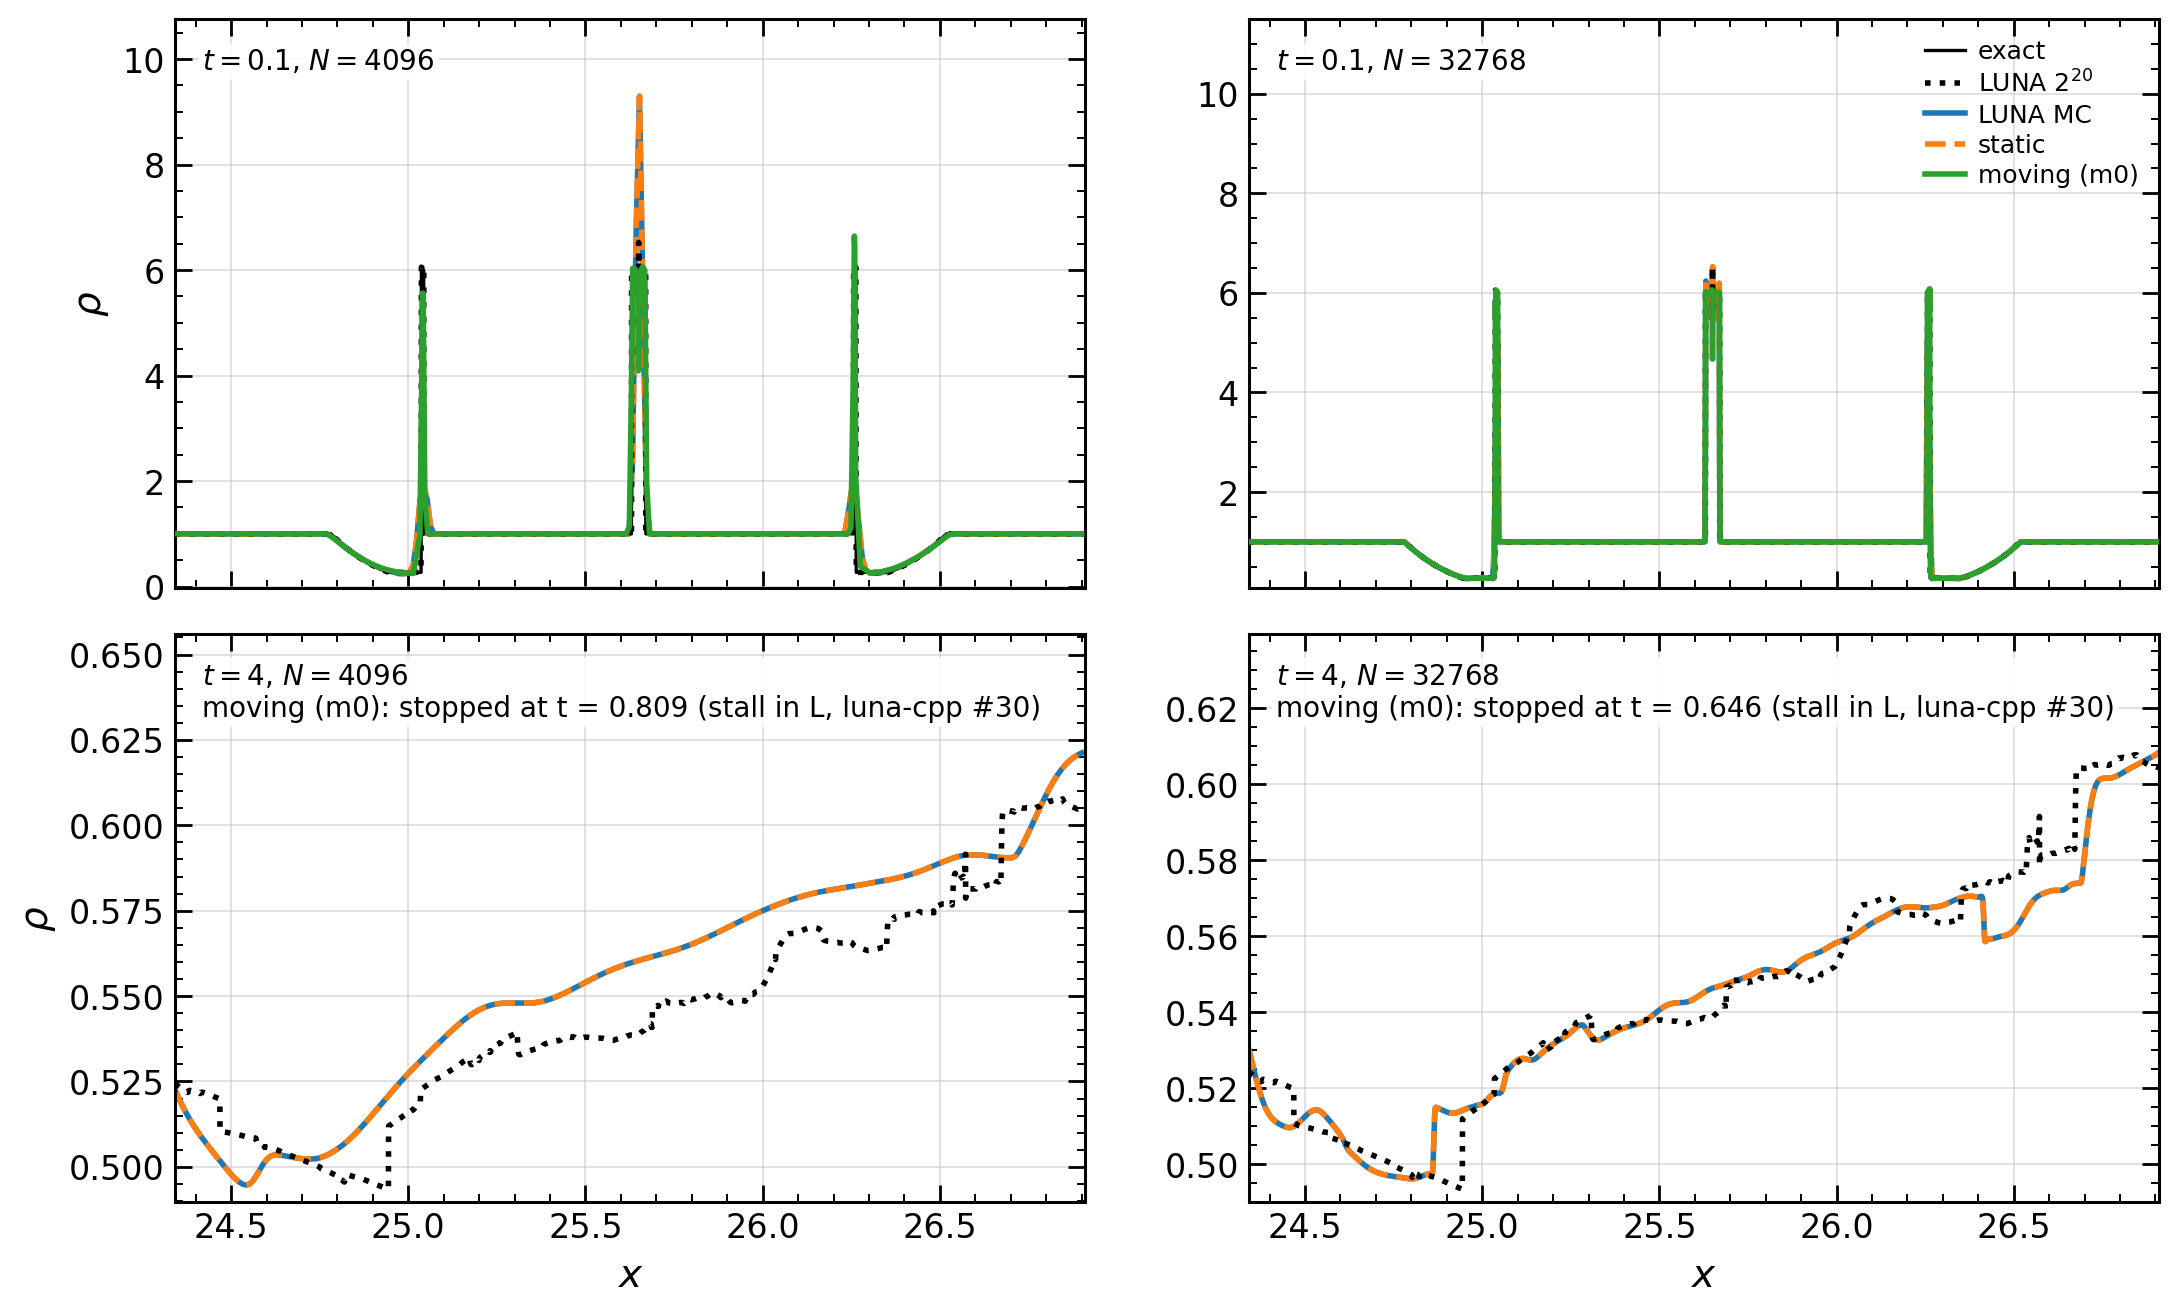 t = 0.1, N = 4096
10
8
6
4
2
0
ρ
t = 0.1, N = 32768
exact
LUNA 2^20
LUNA MC
static
moving (m0)
10
8
6
4
2
t = 4, N = 4096
moving (m0): stopped at t = 0.809 (stall in L, luna-cpp #30)
0.650
0.625
0.600
0.575
0.550
0.525
0.500
ρ
24.5 25.0 25.5 26.0 26.5
x
t = 4, N = 32768
moving (m0): stopped at t = 0.646 (stall in L, luna-cpp #30)
0.62
0.60
0.58
0.56
0.54
0.52
0.50
24.5 25.0 25.5 26.0 26.5
x